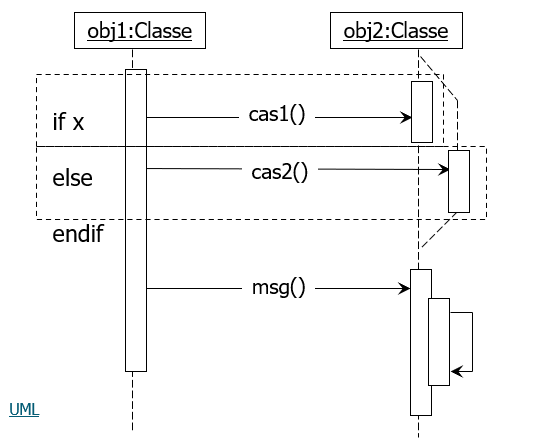 obj1:Classe
obj2:Classe
if x
cas1()
else
cas2()
endif
msg()
UML